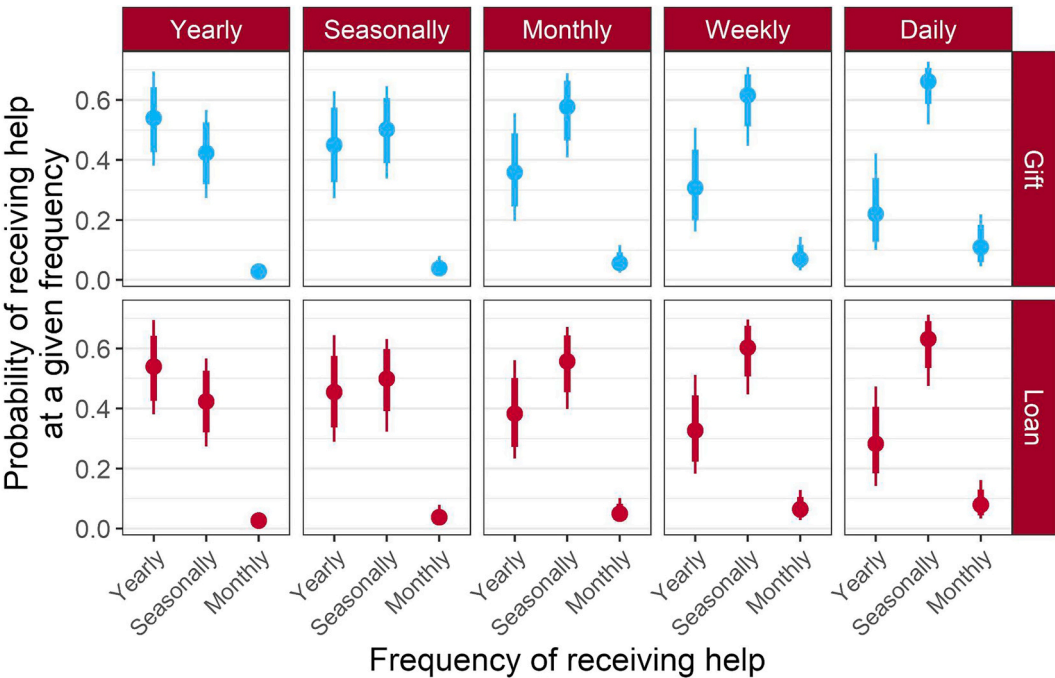 Yearly Seasonally Monthly Weekly Daily
Probability of receiving help
at a given frequency
0.6
0.4
0.2
0.0
Gift
0.6
0.4
0.2
0.0
Loan
Yearly Seasonally Monthly Yearly Seasonally Monthly Yearly Seasonally Monthly Yearly Seasonally Monthly Yearly Seasonally Monthly
Frequency of receiving help